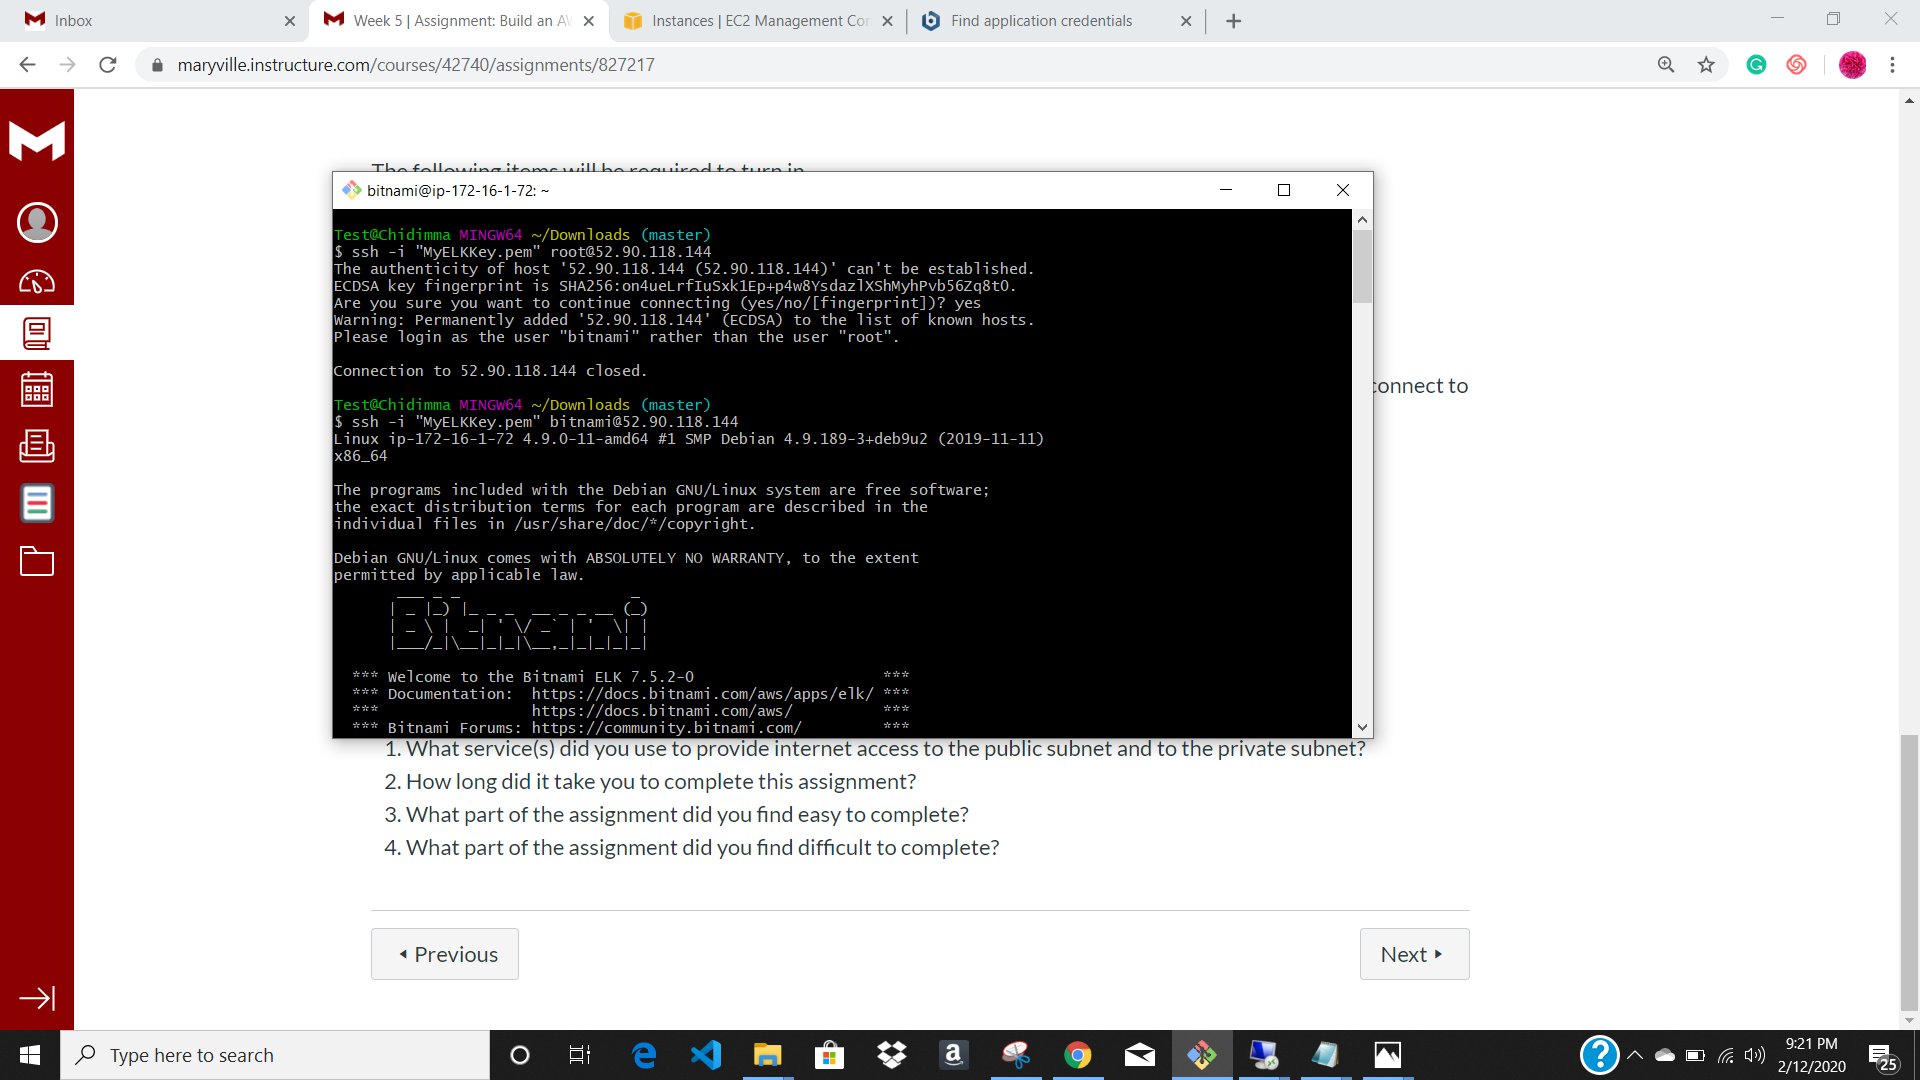 Inbox
Week 5 | Assignment: Build an AW
Instances | EC2 Management Con
Find application credentials
maryville.instructure.com/courses/42740/assignments/827217
The following items will be required to turn in
bitnami@ip-172-16-1-72: ~
Test@Chidimma MINGW64 ~/Downloads (master)
$ ssh -i "MyELKKey.pem" root@52.90.118.144
The authenticity of host '52.90.118.144 (52.90.118.144)' can't be established.
ECDSA key fingerprint is SHA256:on4ueLrfIuSxk1Ep+p4w8YsdazlXShMyhPvb56Zq8t0.
Are you sure you want to continue connecting (yes/no/[fingerprint])? yes
Warning: Permanently added '52.90.118.144' (ECDSA) to the list of known hosts.
Please login as the user "bitnami" rather than the user "root".
Connection to 52.90.118.144 closed.
connect to
Test@Chidimma MINGW64 ~/Downloads (master)
$ ssh -i "MyELKKey.pem" bitnami@52.90.118.144
Linux ip-172-16-1-72 4.9.0-11-amd64 #1 SMP Debian 4.9.189-3+deb9u2 (2019-11-11)
x86_64
The programs included with the Debian GNU/Linux system are free software;
the exact distribution terms for each program are described in the
individual files in /usr/share/doc/*/copyright.
Debian GNU/Linux comes with ABSOLUTELY NO WARRANTY, to the extent
permitted by applicable law.
Bitnami
*** Welcome to the Bitnami ELK 7.5.2-0 ***
*** Documentation: https://docs.bitnami.com/aws/apps/elk/ ***
*** https://docs.bitnami.com/aws/ ***
*** Bitnami Forums: https://community.bitnami.com/ ***
1. What service(s) did you use to provide internet access to the public subnet and to the private subnet?
2. How long did it take you to complete this assignment?
3. What part of the assignment did you find easy to complete?
4. What part of the assignment did you find difficult to complete?
Previous
Next
Type here to search
9:21 PM
2/12/2020
25